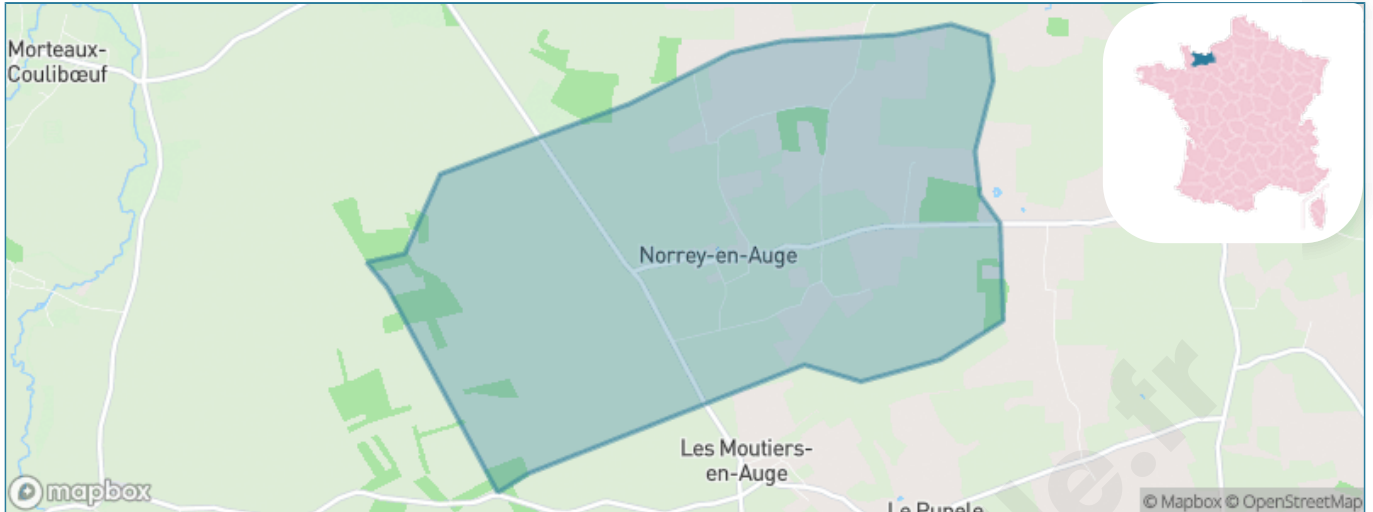 Morteaux-
Coulibœuf
Norrey-en-Auge
Les Moutiers-
en-Auge
mapbox
© Mapbox © OpenStreetMap